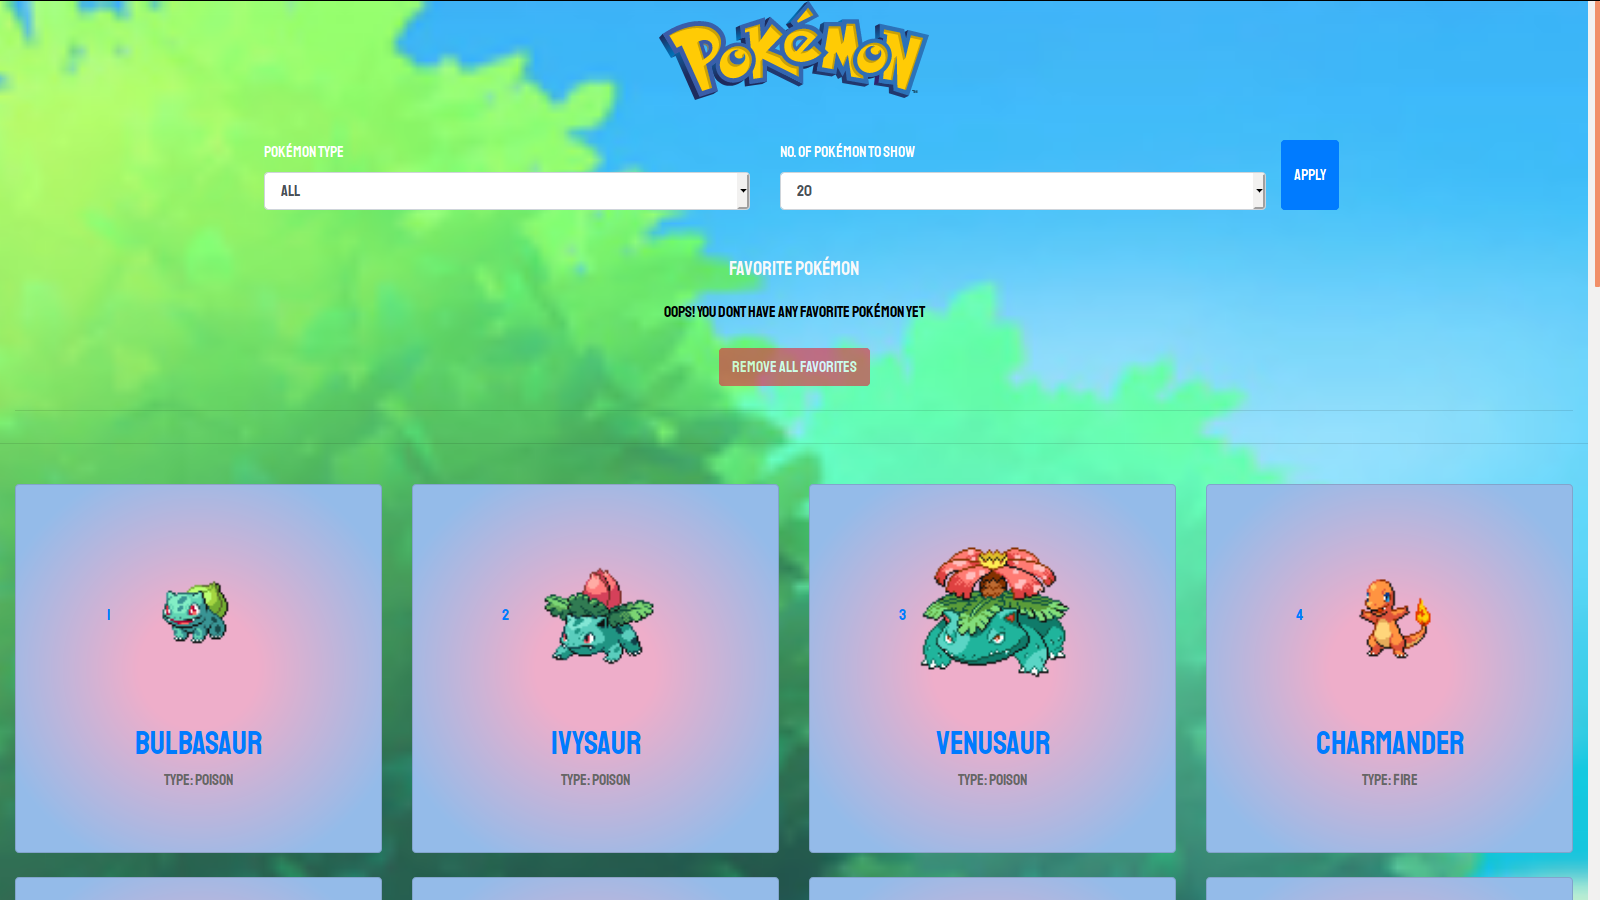 POKÉMON
POKÉMON TYPE
NO. OF POKÉMON TO SHOW
ALL
20
APPLY
FAVORITE POKÉMON
OOPS! YOU DONT HAVE ANY FAVORITE POKÉMON YET
REMOVE ALL FAVORITES
1
BULBASAUR
TYPE: POISON
2
IVYSAUR
TYPE: POISON
3
VENUSAUR
TYPE: POISON
4
CHARMANDER
TYPE: FIRE